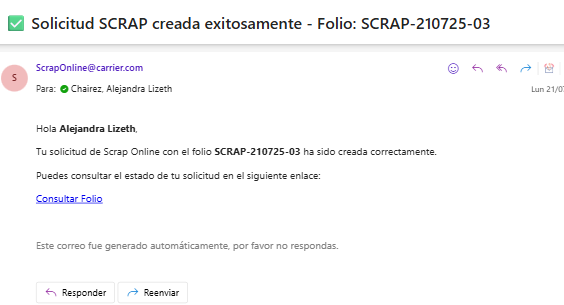 ✅ Solicitud SCRAP creada exitosamente - Folio: SCRAP-210725-03
S
ScrapOnline@carrier.com
Para: Chairez, Alejandra Lizeth
Lun 21/07
Hola Alejandra Lizeth,
Tu solicitud de Scrap Online con el folio SCRAP-210725-03 ha sido creada correctamente.
Puedes consultar el estado de tu solicitud en el siguiente enlace:
Consultar Folio
Este correo fue generado automáticamente, por favor no respondas.
Responder
Reenviar